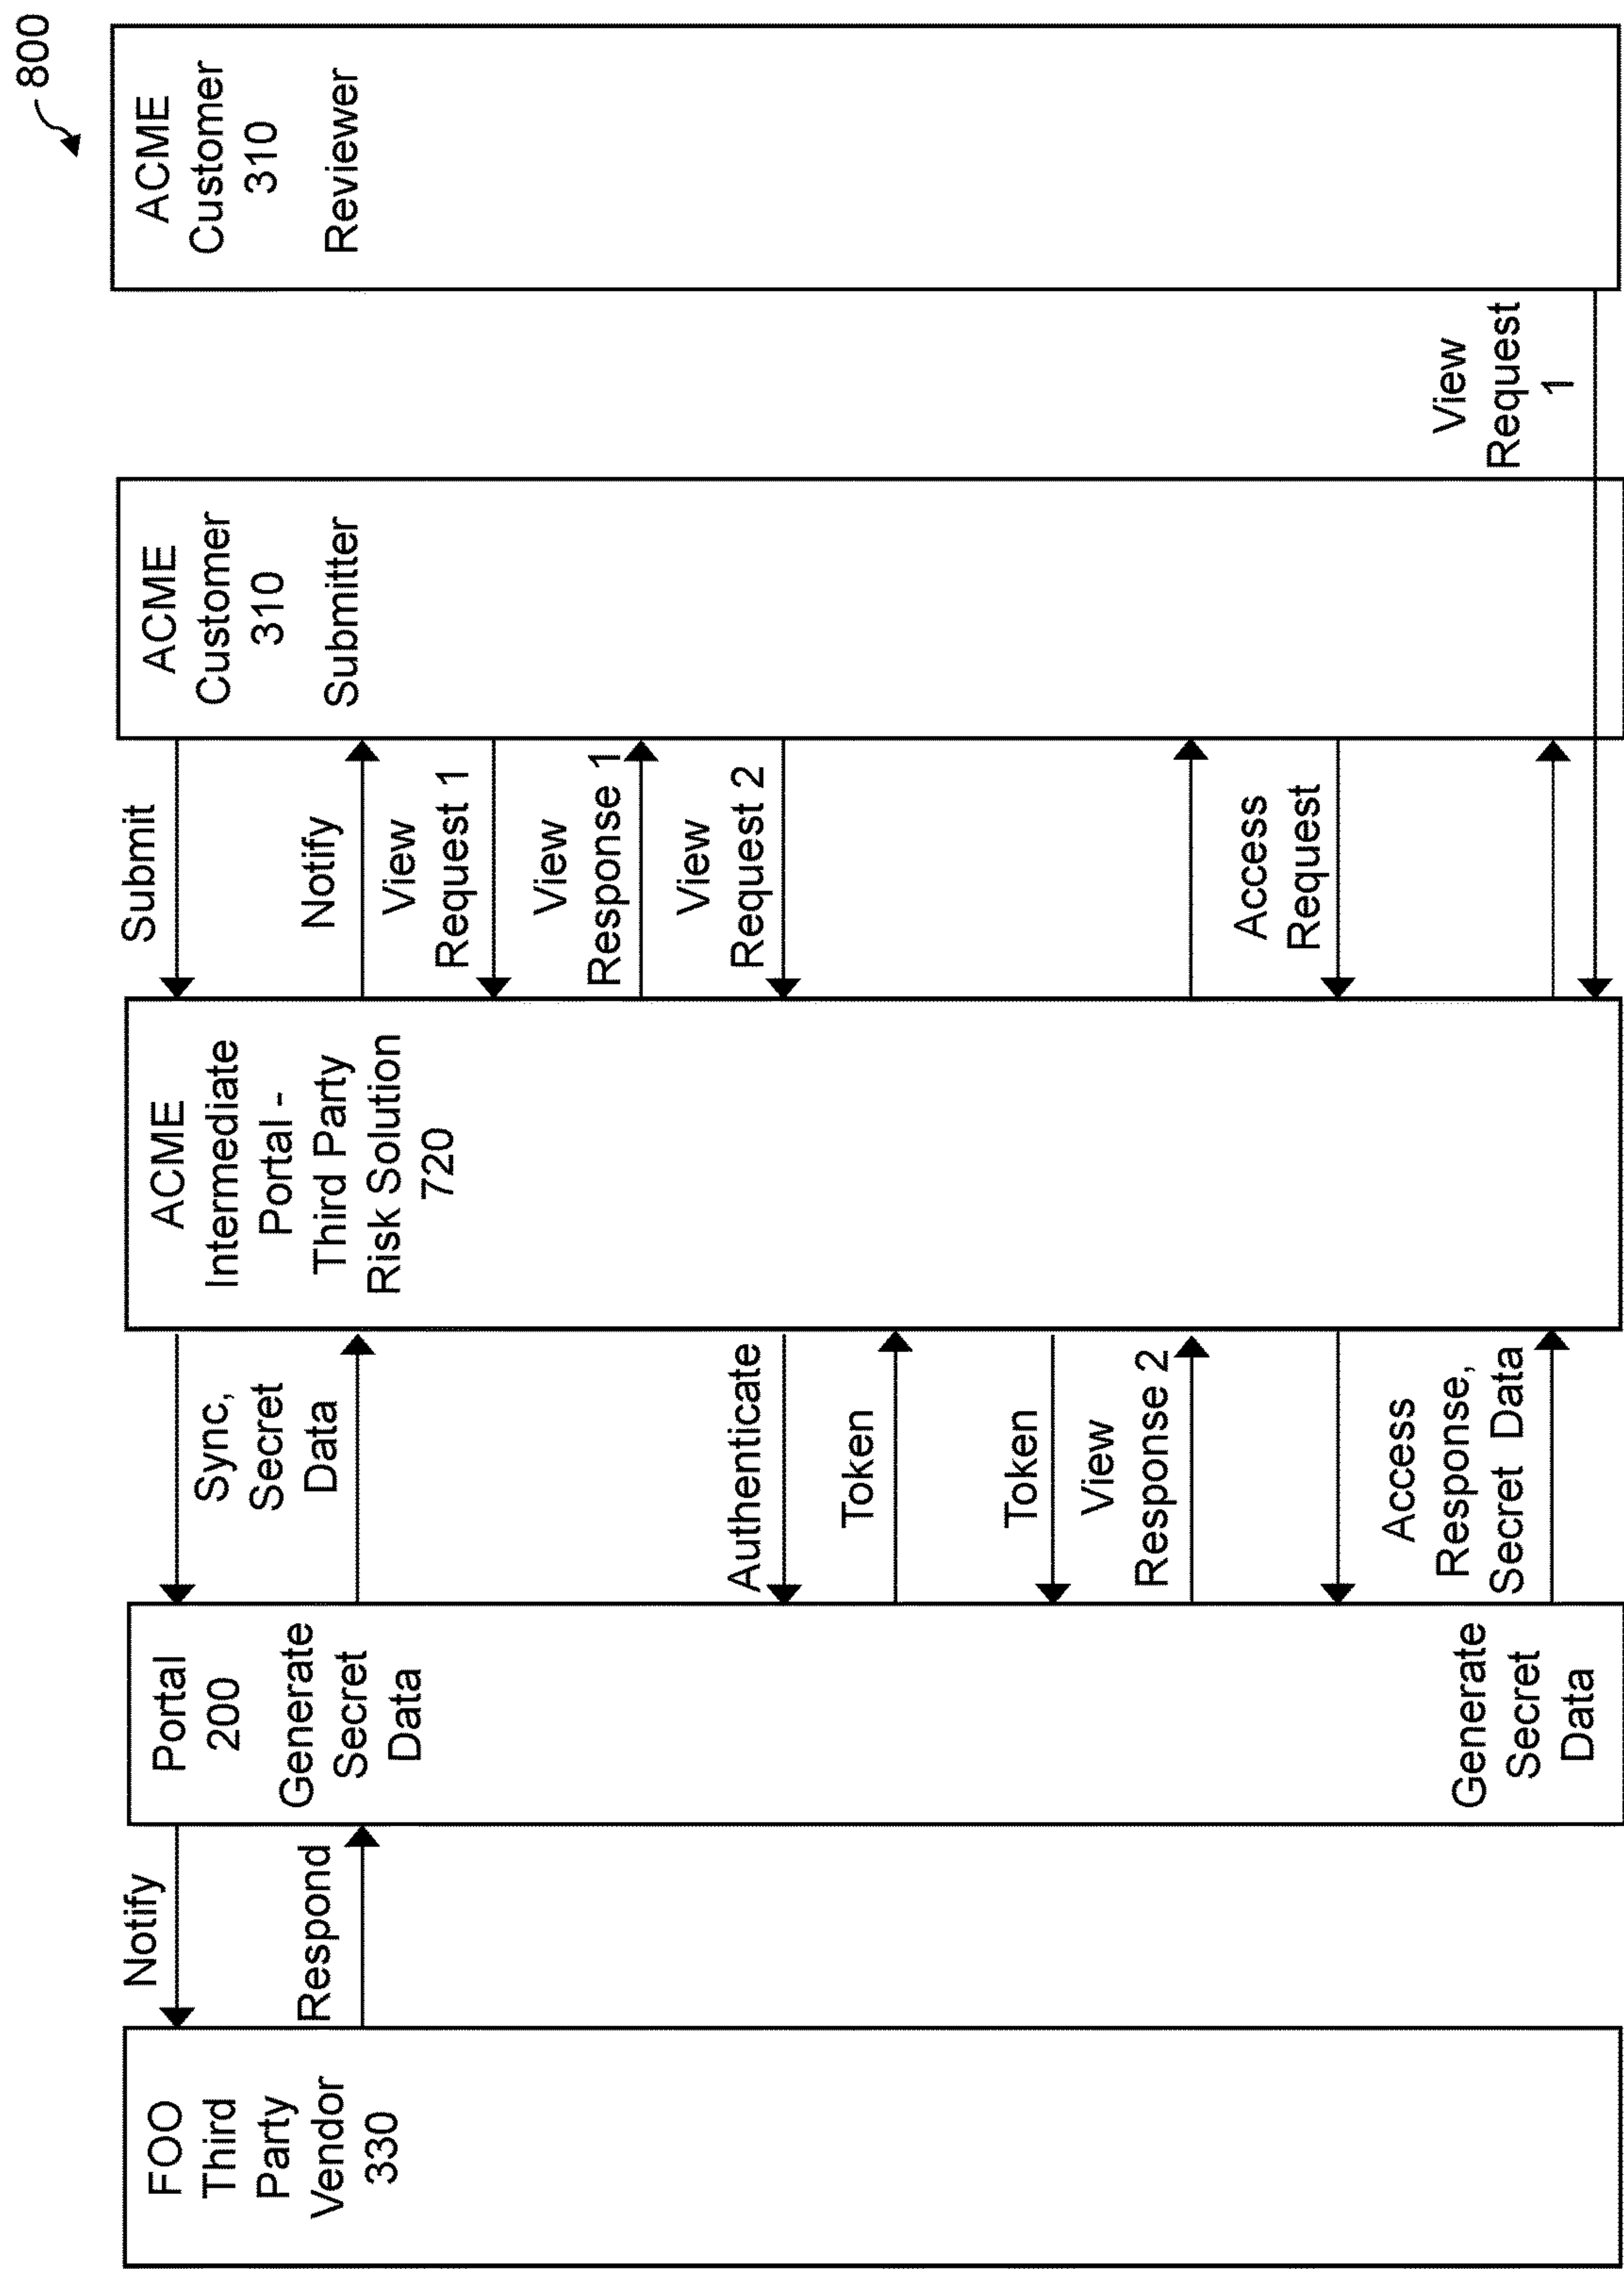 800
FOO
Third
Party
Vendor
330
Notify
Respond
Portal
200
Generate
Secret
Data
Generate
Secret
Data
Sync,
Secret
Data
Authenticate
Token
Token
View
Response 2
Access
Response,
Secret Data
ACME
Intermediate
Portal -
Third Party
Risk Solution
720
Submit
Notify
View
Request 1
View
Response 1
View
Request 2
Access
Request
ACME
Customer
310
Submitter
View
Request
1
ACME
Customer
310
Reviewer